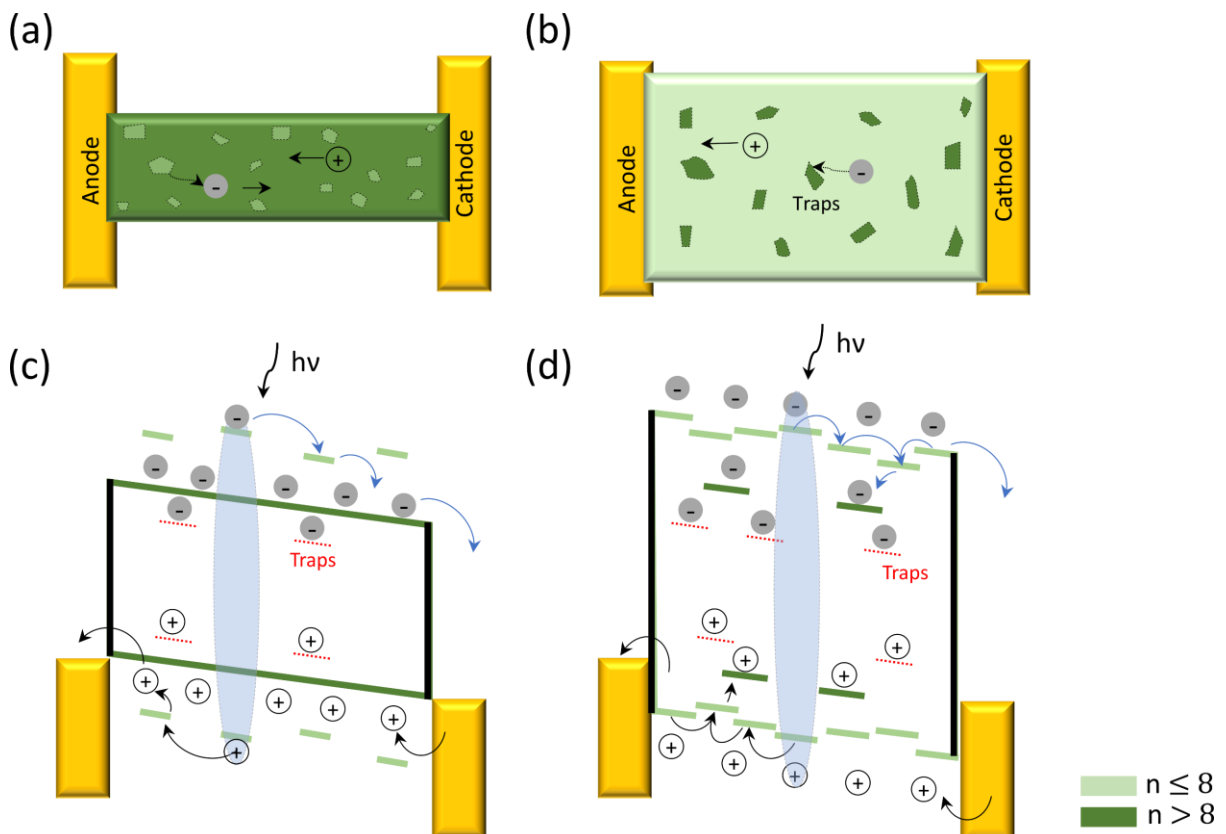 (a)
(b)
Anode
Cathode
+
-
Anode
Cathode
+
-
Traps
(c)
hν
(d)
hν
-
-
-
-
-
-
-
-
Traps
+
+
+
+
+
+
+
+
-
-
-
-
-
-
-
-
-
Traps
+
+
+
+
+
+
+
+
+
n ≤ 8
n > 8